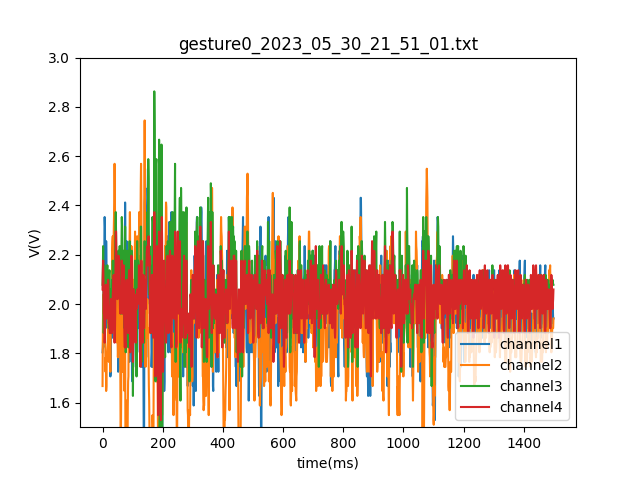 gesture0_2023_05_30_21_51_01.txt
3.0
2.8
2.6
2.4
2.2
2.0
1.8
1.6
V(V)
channel1
channel2
channel3
channel4
0 200 400 600 800 1000 1200 1400
time(ms)